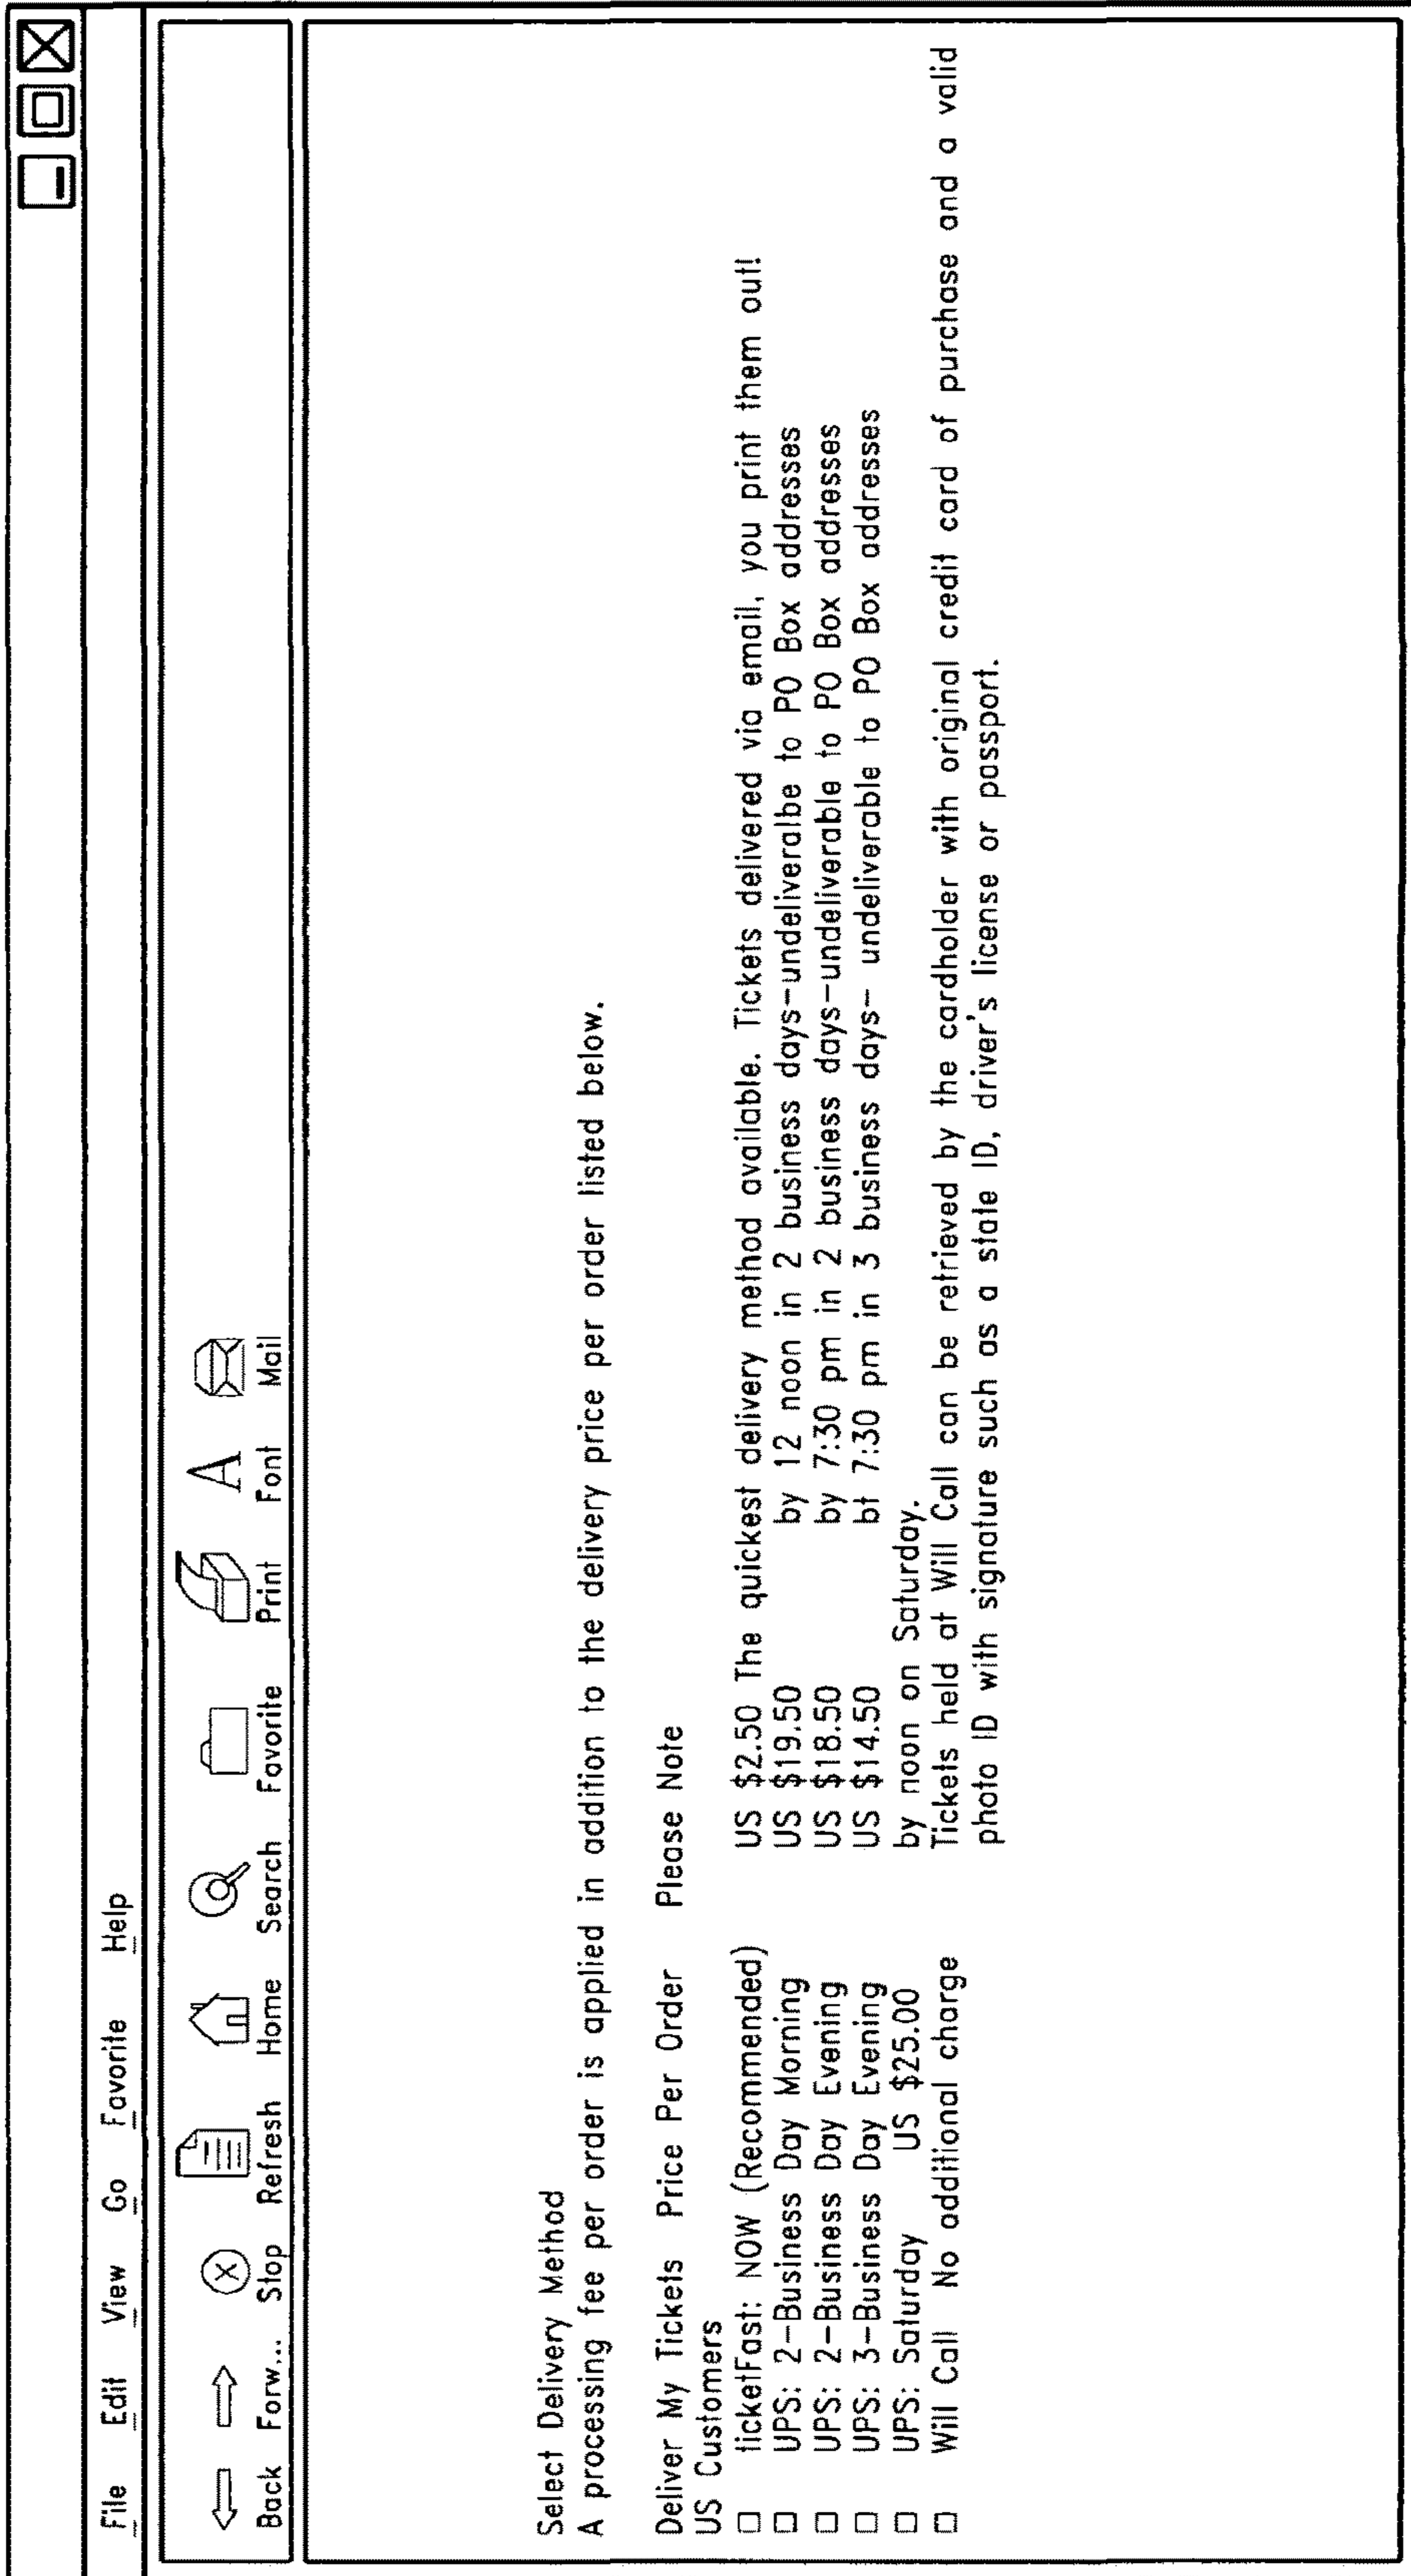 File Edit View Go Favorite Help
Back Forw... Stop Refresh Home Search Favorite Print Font Mail
Select Delivery Method
A processing fee per order is applied in addition to the delivery price per order listed below.
Deliver My Tickets Price Per Order Please Note
US Customers
ticketFast: NOW (Recommended) US $2.50 The quickest delivery method available. Tickets delivered via email, you print them out!
UPS: 2-Business Day Morning US $19.50 by 12 noon in 2 business days-undeliveralbe to PO Box addresses
UPS: 2-Business Day Evening US $18.50 by 7:30 pm in 2 business days-undeliverable to PO Box addresses
UPS: 3-Business Day Evening US $14.50 bt 7:30 pm in 3 business days- undeliverable to PO Box addresses
UPS: Saturday US $25.00 by noon on Saturday.
Will Call No additional charge Tickets held at Will Call can be retrieved by the cardholder with original credit card of purchase and a valid
photo ID with signature such as a state ID, driver's license or passport.